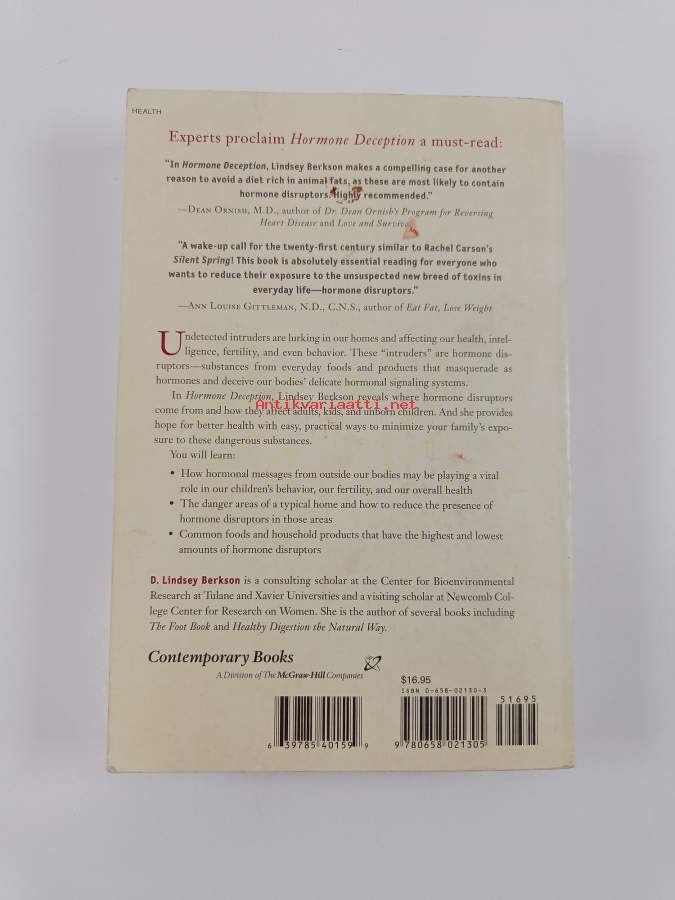 HEALTH
Experts proclaim Hormone Deception a must-read:
"In Hormone Deception, Lindsey Berkson makes a compelling case for another
reason to avoid a diet rich in animal fats, as these are most likely to contain
hormone disruptors. Highly recommended."
—Dean Ornish, M.D., author of Dr. Dean Ornish's Program for Reversing
Heart Disease and Love and Survival
"A wake-up call for the twenty-first century similar to Rachel Carson's
Silent Spring! This book is absolutely essential reading for everyone who
wants to reduce their exposure to the unsuspected new breed of toxins in
everyday life—hormone disruptors."
—Ann Louise Gittleman, N.D., C.N.S., author of Eat Fat, Lose Weight
Undetected intruders are lurking in our homes and affecting our health, intel-
ligence, fertility, and even behavior. These "intruders" are hormone dis-
ruptors—substances from everyday foods and products that masquerade as
hormones and deceive our bodies' delicate hormonal signaling systems.
In Hormone Deception, Lindsey Berkson reveals where hormone disruptors
Antikvariaatti.net
come from and how they affect adults, kids, and unborn children. And she provides
hope for better health with easy, practical ways to minimize your family's expo-
sure to these dangerous substances.
You will learn:
• How hormonal messages from outside our bodies may be playing a vital
role in our children's behavior, our fertility, and our overall health
• The danger areas of a typical home and how to reduce the presence of
hormone disruptors in those areas
• Common foods and household products that have the highest and lowest
amounts of hormone disruptors
D. Lindsey Berkson is a consulting scholar at the Center for Bioenvironmental
Research at Tulane and Xavier Universities and a visiting scholar at Newcomb Col-
lege Center for Research on Women. She is the author of several books including
The Foot Book and Healthy Digestion the Natural Way.
Contemporary Books
A Division of The McGraw-Hill Companies
$16.95
ISBN 0-658-02130-3
51695
6 39785 40159 9
9 780658 021305